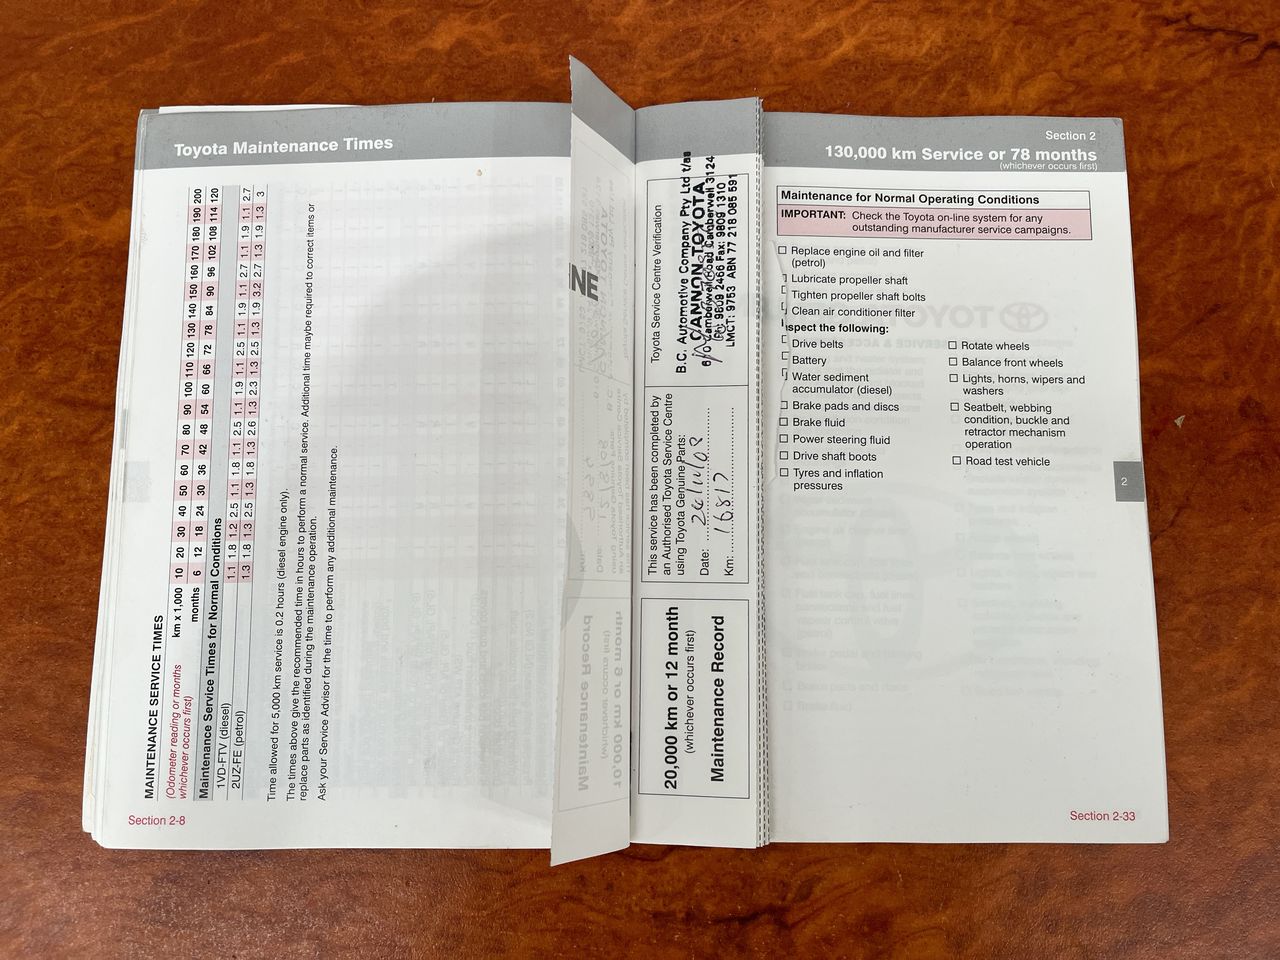 Toyota Maintenance Times
MAINTENANCE SERVICE TIMES
(Odometer reading or months
whichever occurs first)
km x 1,000 10 20 30 40 50 60 70 80 90 100 110 120 130 140 150 160 170 180 190 200
months 6 12 18 24 30 36 42 48 54 60 66 72 78 84 90 96 102 108 114 120
Maintenance Service Times for Normal Conditions
1VD-FTV (diesel) 1.1 1.8 1.2 2.5 1.1 1.8 1.1 2.5 1.1 1.9 1.1 2.5 1.1 1.9 1.1 2.7 1.1 1.9 1.1 2.7
2UZ-FE (petrol) 1.3 1.8 1.3 2.5 1.3 1.8 1.3 2.6 1.3 2.3 1.3 2.5 1.3 1.9 3.2 2.7 1.3 1.9 1.3 3
Time allowed for 5,000 km service is 0.2 hours (diesel engine only).
The times above give the recommended time in hours to perform a normal service. Additional time maybe required to correct items or
replace parts as identified during the maintenance operation.
Ask your Service Advisor for the time to perform any additional maintenance.
Section 2-8
NE
20,000 km or 12 month
(whichever occurs first)
Maintenance Record
This service has been completed by
an Authorised Toyota Service Centre
using Toyota Genuine Parts:
Date:
Km: 16817
Toyota Service Centre Verification
B.C. Automotive Company Pty Ltd t/as
CANNON TOYOTA
Camberwell Road Camberwell 3124
9809 2466 Fax: 9809 1310
LMCT: 9753 ABN 77 218 085 591
Section 2
130,000 km Service or 78 months
(whichever occurs first)
Maintenance for Normal Operating Conditions
IMPORTANT: Check the Toyota on-line system for any
outstanding manufacturer service campaigns.
Replace engine oil and filter
(petrol)
Lubricate propeller shaft
Tighten propeller shaft bolts
Clean air conditioner filter
spect the following:
Drive belts
Battery
Water sediment
accumulator (diesel)
Brake pads and discs
Brake fluid
Power steering fluid
Drive shaft boots
Tyres and inflation
pressures
Rotate wheels
Balance front wheels
Lights, horns, wipers and
washers
Seatbelt, webbing
condition, buckle and
retractor mechanism
operation
Road test vehicle
2
Section 2-33